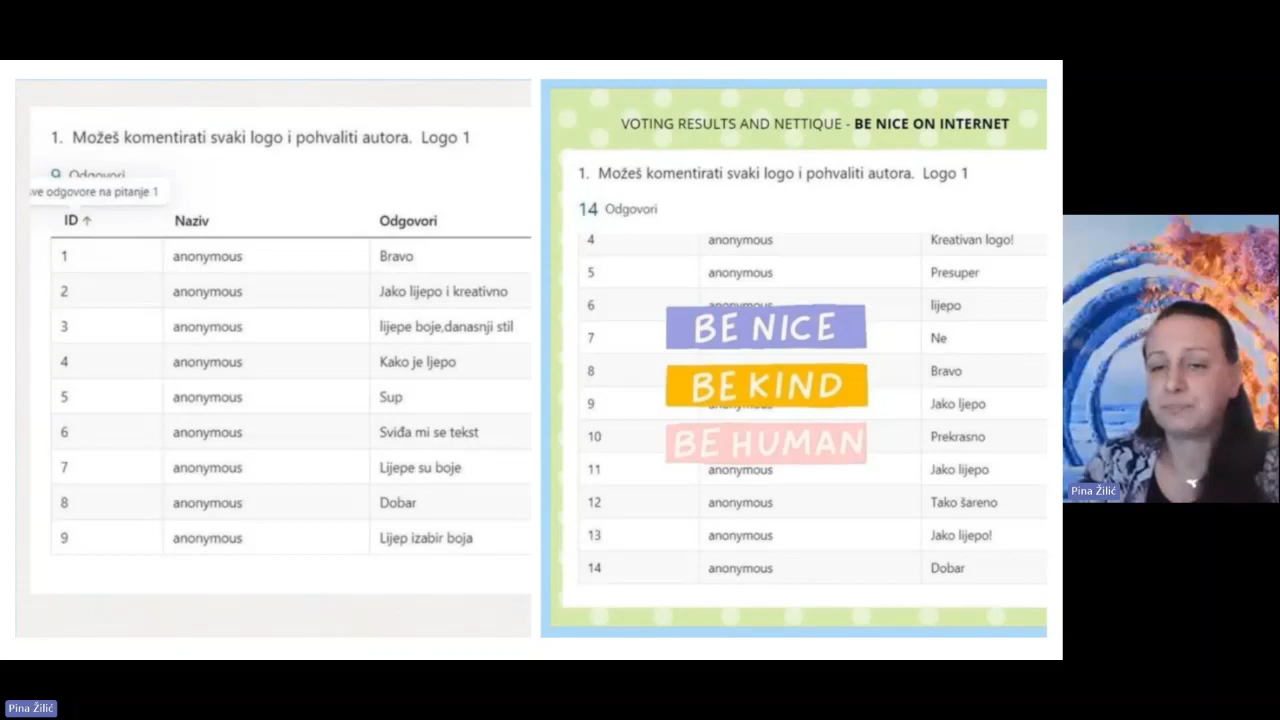 1. Možeš komentirati svaki logo i pohvaliti autora. Logo 1
9 Odgovori
sve odgovore na pitanje 1
ID ↑ Naziv Odgovori
1 anonymous Bravo
2 anonymous Jako lijepo i kreativno
3 anonymous lijepe boje,danasnji stil
4 anonymous Kako je ljepo
5 anonymous Sup
6 anonymous Sviđa mi se tekst
7 anonymous Lijepe su boje
8 anonymous Dobar
9 anonymous Lijep izabir boja
VOTING RESULTS AND NETTIQUE - BE NICE ON INTERNET
1. Možeš komentirati svaki logo i pohvaliti autora. Logo 1
14 Odgovori
4 anonymous Kreativan logo!
5 anonymous Presuper
6 anonymous lijepo
7 Ne
8 Bravo
9 anonymous Jako ljepo
10 Prekrasno
11 anonymous Jako lijepo
12 anonymous Tako šareno
13 anonymous Jako lijepo!
14 anonymous Dobar
BE NICE
BE KIND
BE HUMAN
Pina Žilić
Pina Žilić